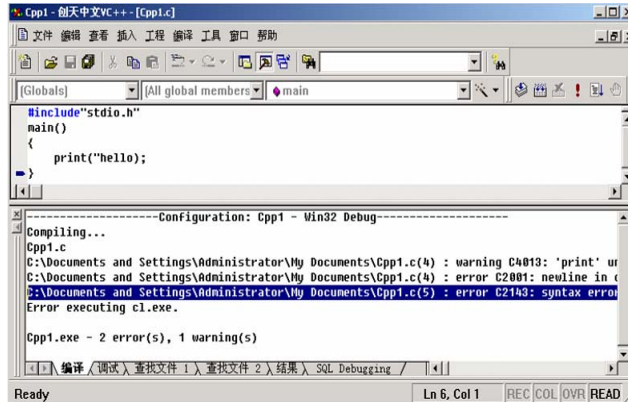 Cpp1 - 创天中文VC++ - [Cpp1.c]
文件 编辑 查看 插入 工程 编译 工具 窗口 帮助
(Globals) [All global members main
#include"stdio.h"
main()
{
print("hello);
}
--------------------Configuration: Cpp1 - Win32 Debug--------------------
Compiling...
Cpp1.c
C:\Documents and Settings\Administrator\My Documents\Cpp1.c(4) : warning C4013: 'print' un
C:\Documents and Settings\Administrator\My Documents\Cpp1.c(4) : error C2001: newline in c
C:\Documents and Settings\Administrator\My Documents\Cpp1.c(5) : error C2143: syntax error
Error executing cl.exe.
Cpp1.exe - 2 error(s), 1 warning(s)
编译 调试 查找文件 1 查找文件 2 结果 SQL Debugging
Ready Ln 6, Col 1 REC COL OVR READ